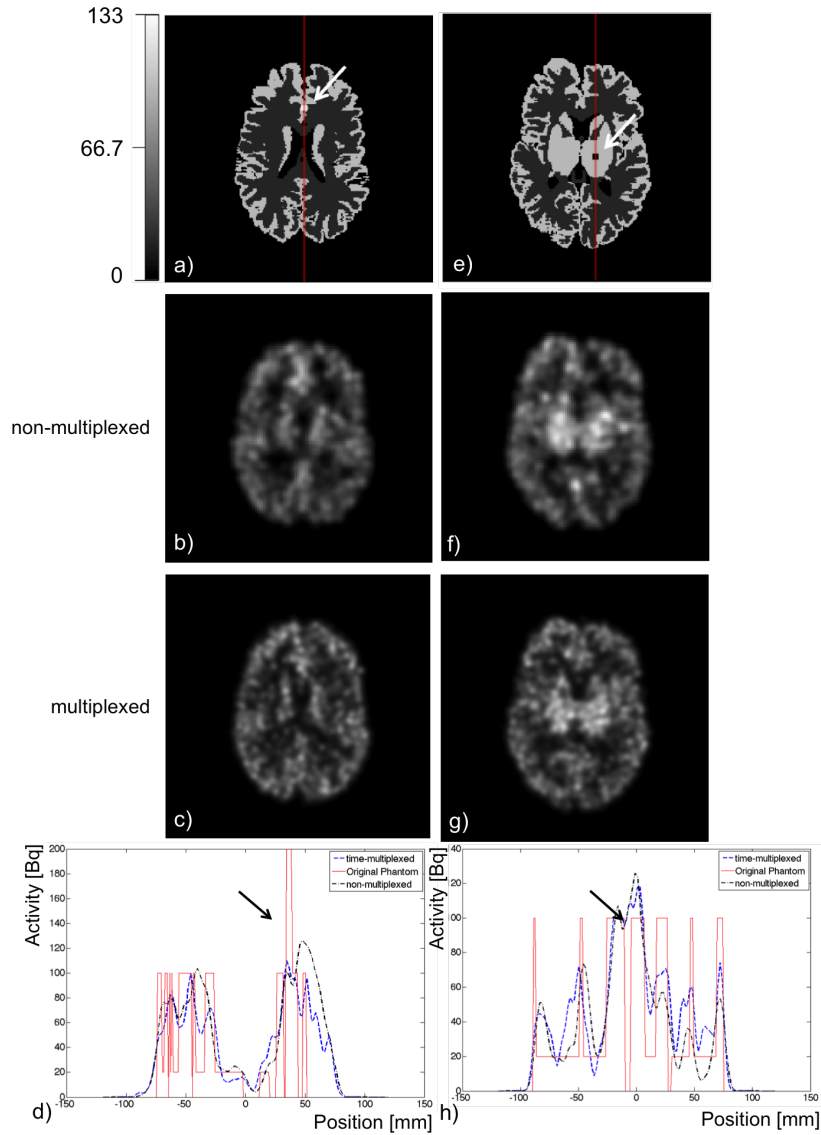 133
66.7
0
a)
e)
non-multiplexed
b)
f)
multiplexed
c)
g)
Activity [Bq]
200
180
160
140
120
100
80
60
40
20
0
time-multiplexed
Original Phantom
non-multiplexed
-150
-100
-50
0
50
100
150
d)
Position [mm]
Activity [Bq]
40
20
00
80
60
40
20
0
time-multiplexed
Original Phantom
non-multiplexed
-150
-100
-50
0
50
100
150
h)
Position [mm]